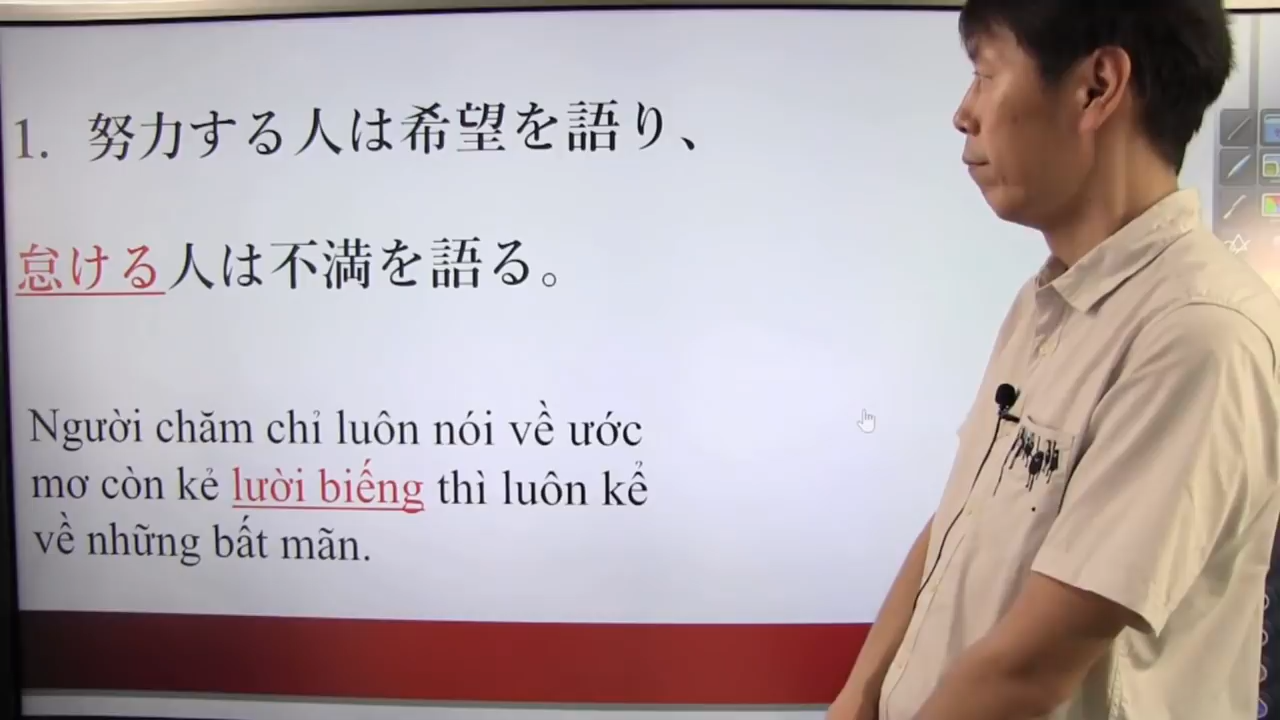 1. 努力する人は希望を語り、
怠ける人は不満を語る。
Người chăm chỉ luôn nói về ước
mơ còn kẻ lười biếng thì luôn kể
về những bất mãn.